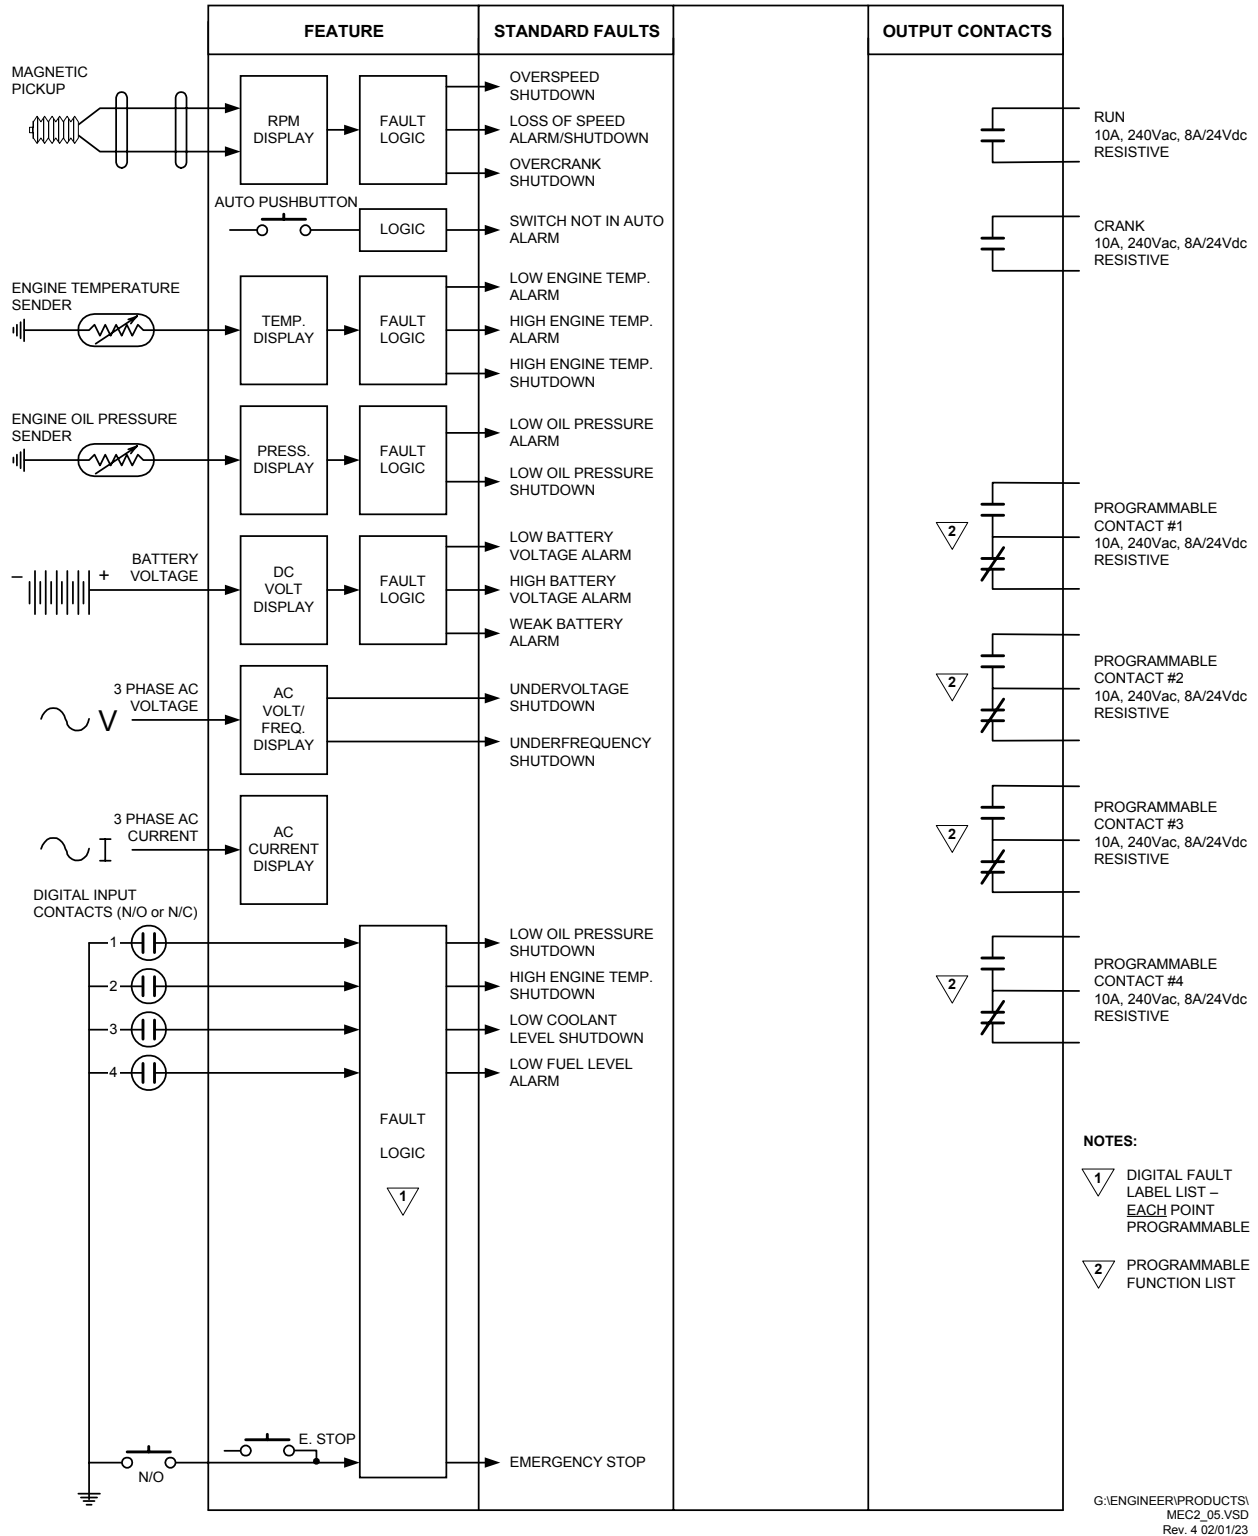 FEATURE
STANDARD FAULTS
OUTPUT CONTACTS
MAGNETIC
PICKUP
RPM
DISPLAY
FAULT
LOGIC
OVERSPEED
SHUTDOWN
LOSS OF SPEED
ALARM/SHUTDOWN
OVERCRANK
SHUTDOWN
RUN
10A, 240Vac, 8A/24Vdc
RESISTIVE
AUTO PUSHBUTTON
LOGIC
SWITCH NOT IN AUTO
ALARM
CRANK
10A, 240Vac, 8A/24Vdc
RESISTIVE
ENGINE TEMPERATURE
SENDER
TEMP.
DISPLAY
FAULT
LOGIC
LOW ENGINE TEMP.
ALARM
HIGH ENGINE TEMP.
ALARM
HIGH ENGINE TEMP.
SHUTDOWN
ENGINE OIL PRESSURE
SENDER
PRESS.
DISPLAY
FAULT
LOGIC
LOW OIL PRESSURE
ALARM
LOW OIL PRESSURE
SHUTDOWN
2
PROGRAMMABLE
CONTACT #1
10A, 240Vac, 8A/24Vdc
RESISTIVE
BATTERY
VOLTAGE
– +
DC
VOLT
DISPLAY
FAULT
LOGIC
LOW BATTERY
VOLTAGE ALARM
HIGH BATTERY
VOLTAGE ALARM
WEAK BATTERY
ALARM
2
PROGRAMMABLE
CONTACT #2
10A, 240Vac, 8A/24Vdc
RESISTIVE
3 PHASE AC
VOLTAGE
V
AC
VOLT/
FREQ.
DISPLAY
UNDERVOLTAGE
SHUTDOWN
UNDERFREQUENCY
SHUTDOWN
2
PROGRAMMABLE
CONTACT #3
10A, 240Vac, 8A/24Vdc
RESISTIVE
3 PHASE AC
CURRENT
I
AC
CURRENT
DISPLAY
DIGITAL INPUT
CONTACTS (N/O or N/C)
1
2
3
4
LOW OIL PRESSURE
SHUTDOWN
HIGH ENGINE TEMP.
SHUTDOWN
LOW COOLANT
LEVEL SHUTDOWN
LOW FUEL LEVEL
ALARM
2
PROGRAMMABLE
CONTACT #4
10A, 240Vac, 8A/24Vdc
RESISTIVE
FAULT
LOGIC
1
NOTES:
1
DIGITAL FAULT
LABEL LIST –
EACH POINT
PROGRAMMABLE
2
PROGRAMMABLE
FUNCTION LIST
E. STOP
N/O
EMERGENCY STOP
G:\ENGINEER\PRODUCTS\
MEC2_05.VSD
Rev. 4 02/01/23